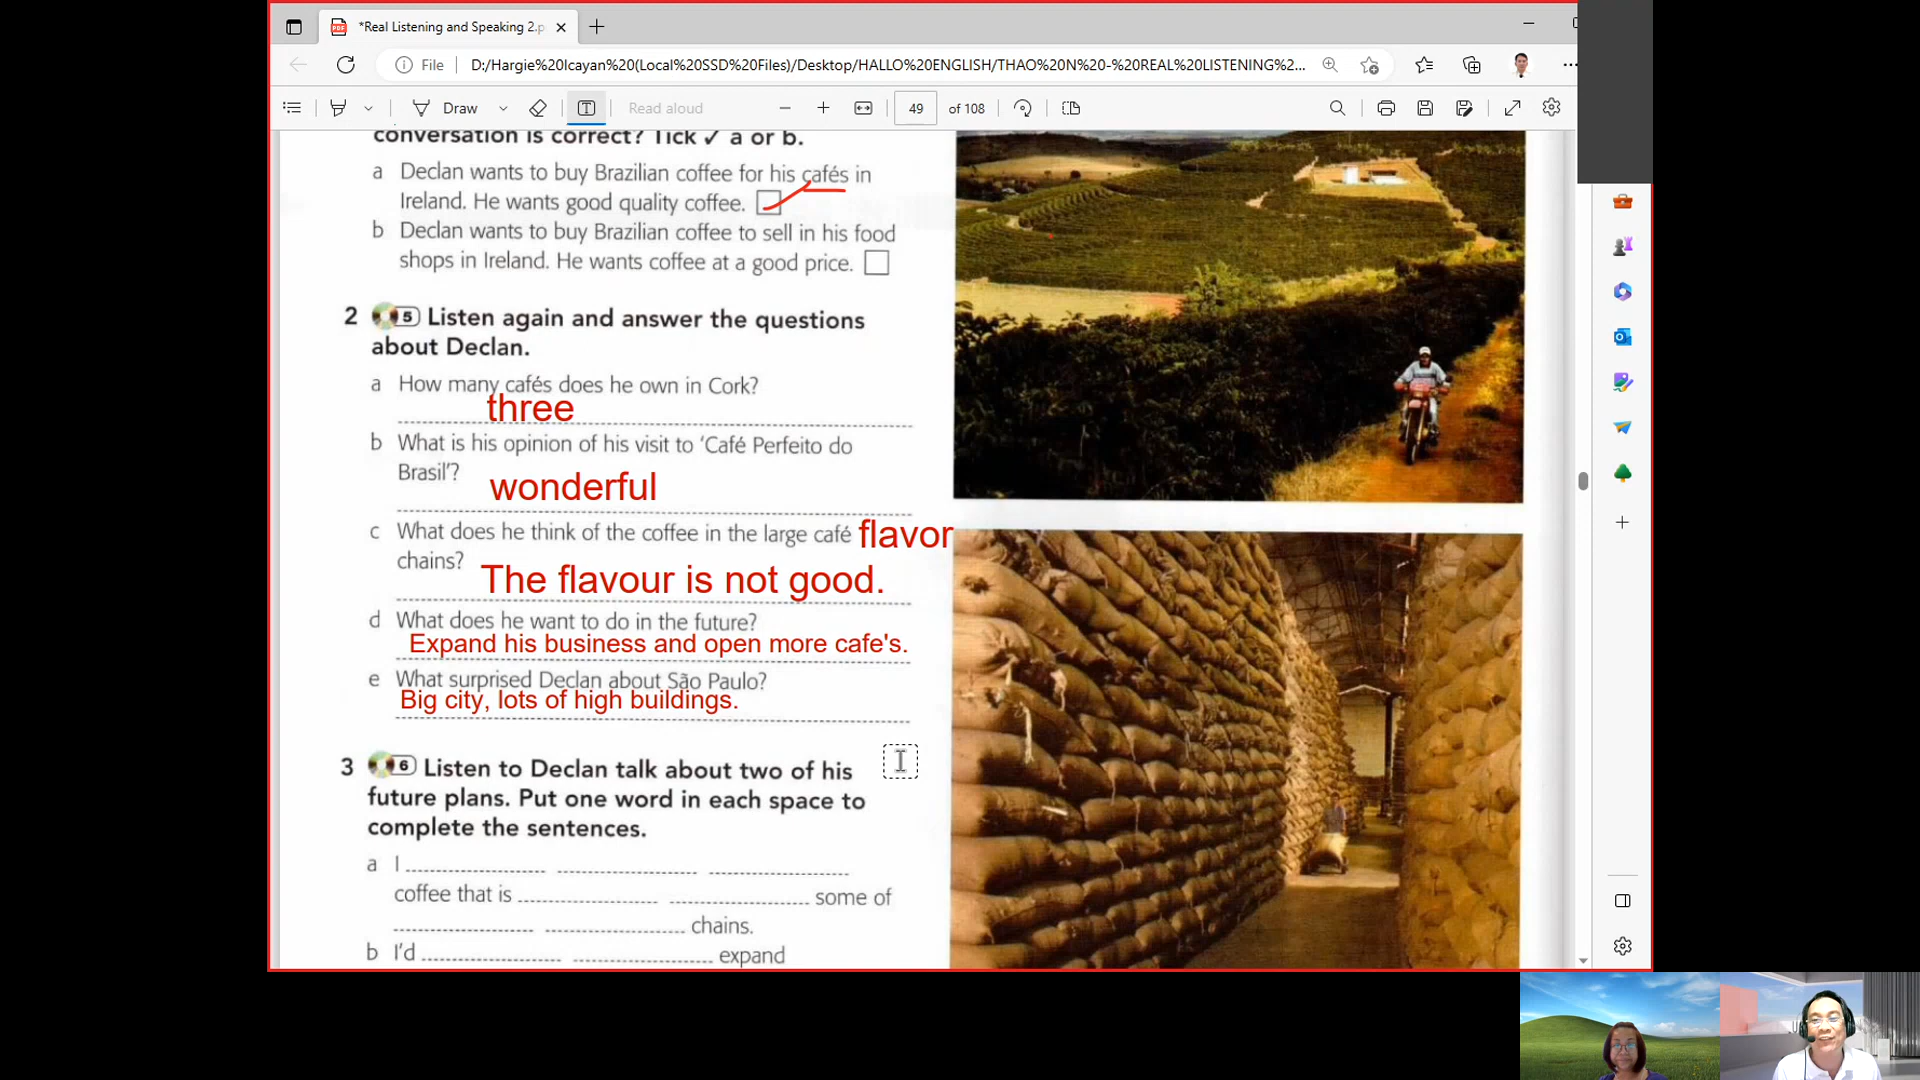 *Real Listening and Speaking 2.p
File
D:/Hargie%20Icayan%20(Local%20SSD%20Files)/Desktop/HALLO%20ENGLISH/THAO%20N%20-%20REAL%20LISTENING%2...
Draw
Read aloud
49 of 108
conversation is correct? Tick ✓ a or b.
a Declan wants to buy Brazilian coffee for his cafés in
Ireland. He wants good quality coffee.
b Declan wants to buy Brazilian coffee to sell in his food
shops in Ireland. He wants coffee at a good price.
2 5 Listen again and answer the questions
about Declan.
a How many cafés does he own in Cork?
three
b What is his opinion of his visit to ‘Café Perfeito do
Brasil’?
wonderful
c What does he think of the coffee in the large café flavor
chains?
The flavour is not good.
d What does he want to do in the future?
Expand his business and open more cafe's.
e What surprised Declan about São Paulo?
Big city, lots of high buildings.
3 6 Listen to Declan talk about two of his
future plans. Put one word in each space to
complete the sentences.
a I
coffee that is some of
chains.
b I’d expand